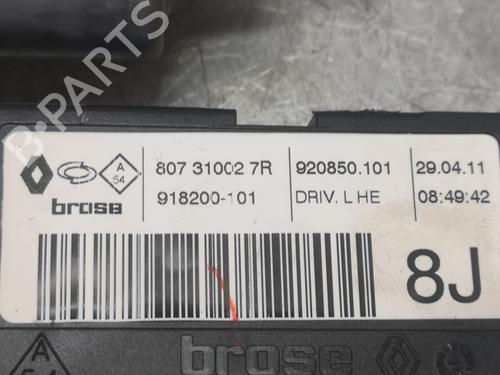 B-PARTS
A
54
brose
807 31002 7R
918200-101
920850.101
DRIV. L HE
29.04.11
08:49:42
8J
A
54
brose